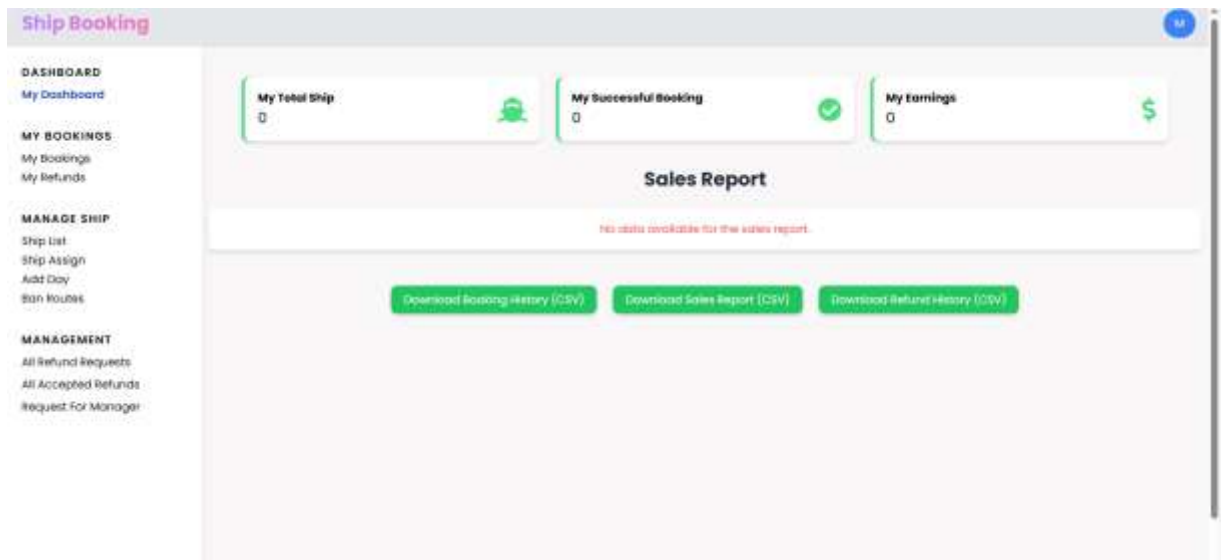 Ship Booking
M
DASHBOARD
My Dashboard
MY BOOKINGS
My Bookings
My Refunds
MANAGE SHIP
Ship List
Ship Assign
Add Day
Ban Routes
MANAGEMENT
All Refund Requests
All Accepted Refunds
Request For Manager
My Total Ship
0
My Successful Booking
0
My Earnings
0
$
Sales Report
No data available for the sales report.
Download Booking History (CSV)
Download Sales Report (CSV)
Download Refund History (CSV)